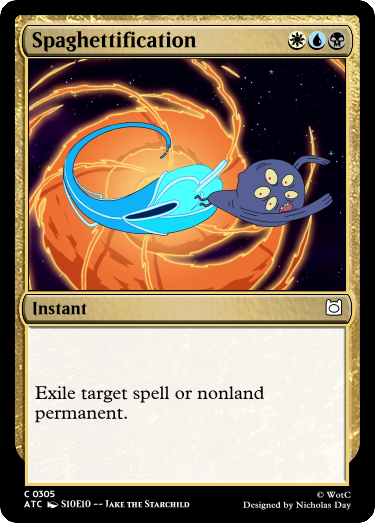 Spaghettification
Instant
Exile target spell or nonland
permanent.
C 0305
ATC S10E10 -- Jake the Starchild
© WotC
Designed by Nicholas Day